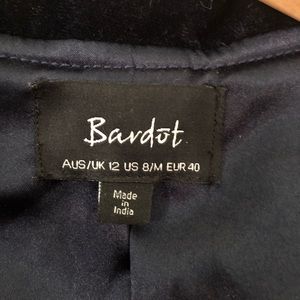 Bardot
AUS/UK 12 US 8/M EUR 40
Made
in
India